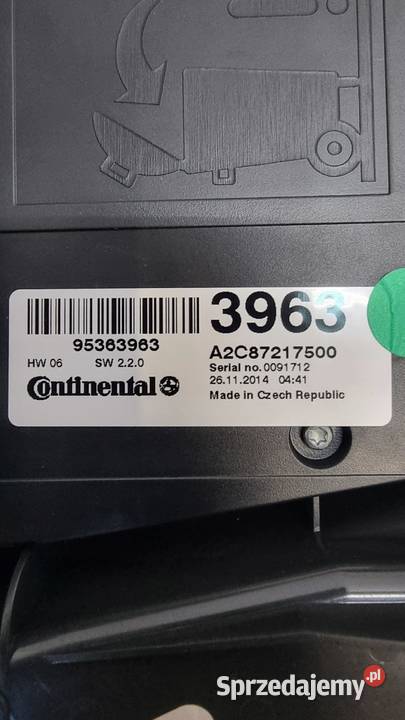 3963
95363963
A2C87217500
HW 06 SW 2.2.0
Serial no. 0091712
26.11.2014 04:41
Continental
Made in Czech Republic
Sprzedajemy.pl